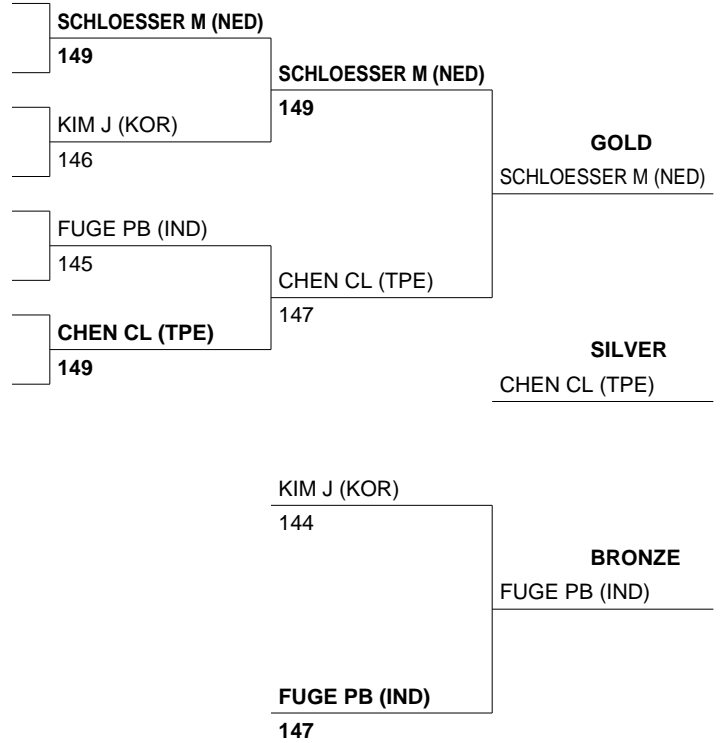 SCHLOESSER M (NED)
149
SCHLOESSER M (NED)
149
KIM J (KOR)
146
GOLD
SCHLOESSER M (NED)
FUGE PB (IND)
145
CHEN CL (TPE)
147
CHEN CL (TPE)
149
SILVER
CHEN CL (TPE)
KIM J (KOR)
144
BRONZE
FUGE PB (IND)
FUGE PB (IND)
147